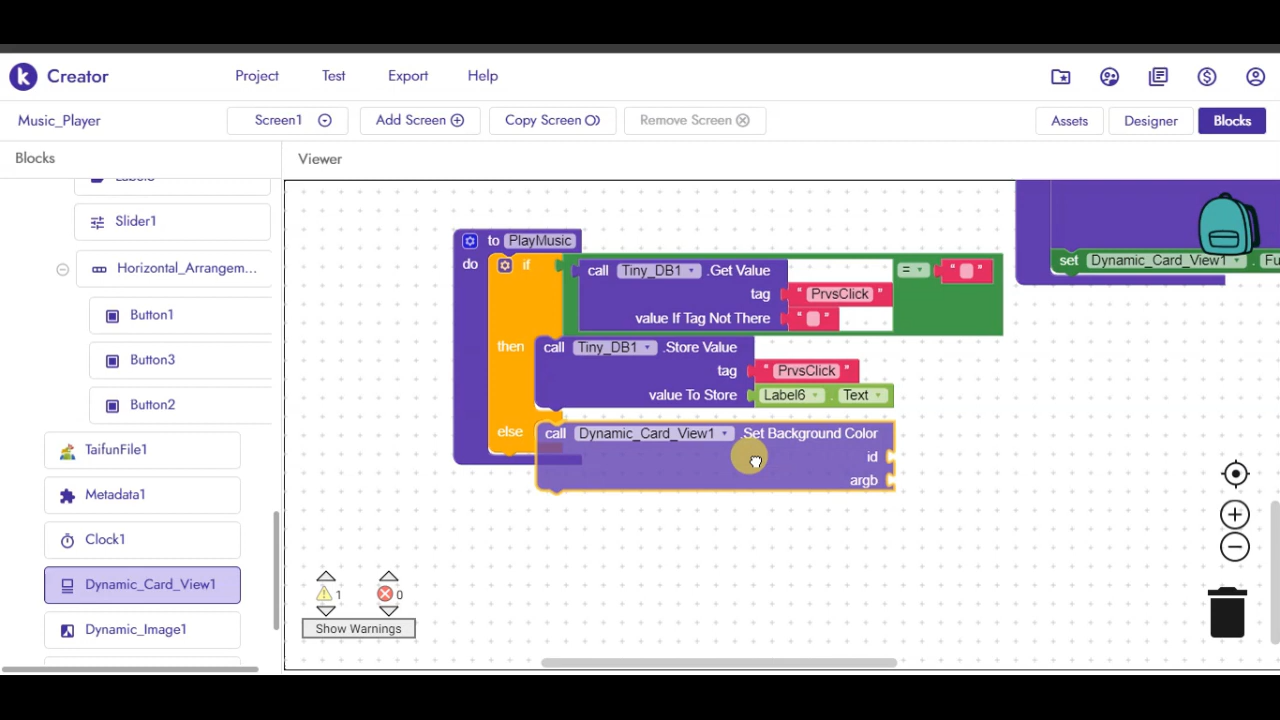 Creator
Project
Test
Export
Help
Music_Player
Screen1
Add Screen
Copy Screen
Remove Screen
Assets
Designer
Blocks
Blocks
Viewer
Slider1
Horizontal_Arrangem...
Button1
Button3
Button2
TaifunFile1
Metadata1
Clock1
Dynamic_Card_View1
Dynamic_Image1
to PlayMusic
do if call Tiny_DB1 .Get Value = " "
tag " PrvsClick "
value If Tag Not There " "
then call Tiny_DB1 .Store Value
tag " PrvsClick "
value To Store Label6 . Text
else call Dynamic_Card_View1 .Set Background Color
id
argb
set Dynamic_Card_View1 . Fu
1
0
Show Warnings